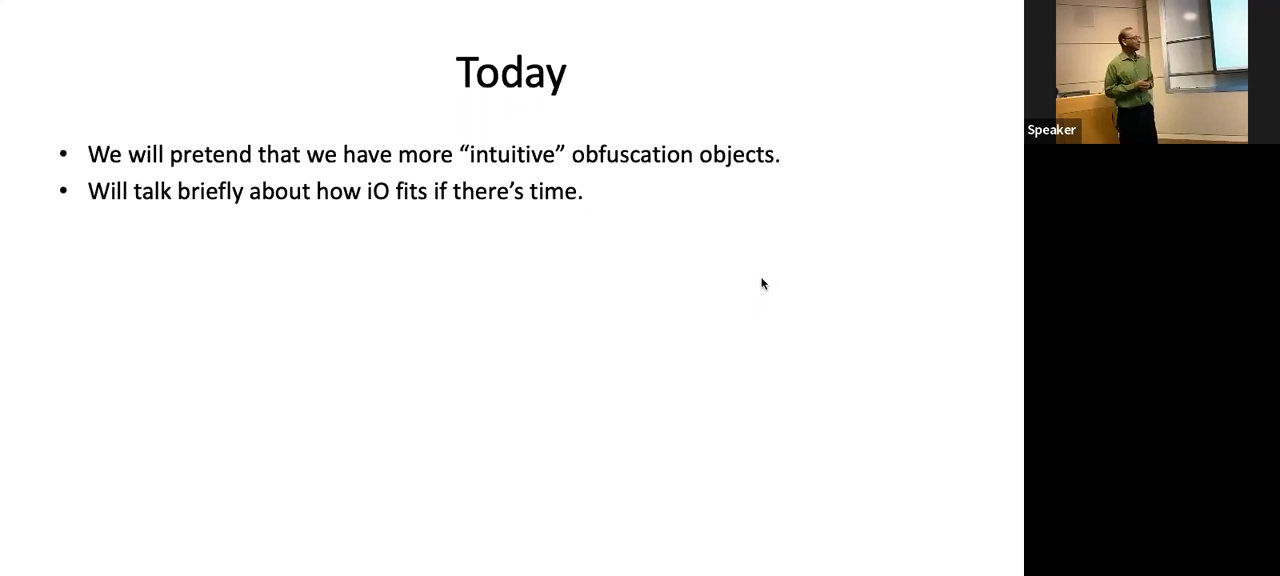 Today
• We will pretend that we have more “intuitive” obfuscation objects.
• Will talk briefly about how iO fits if there’s time.
Speaker